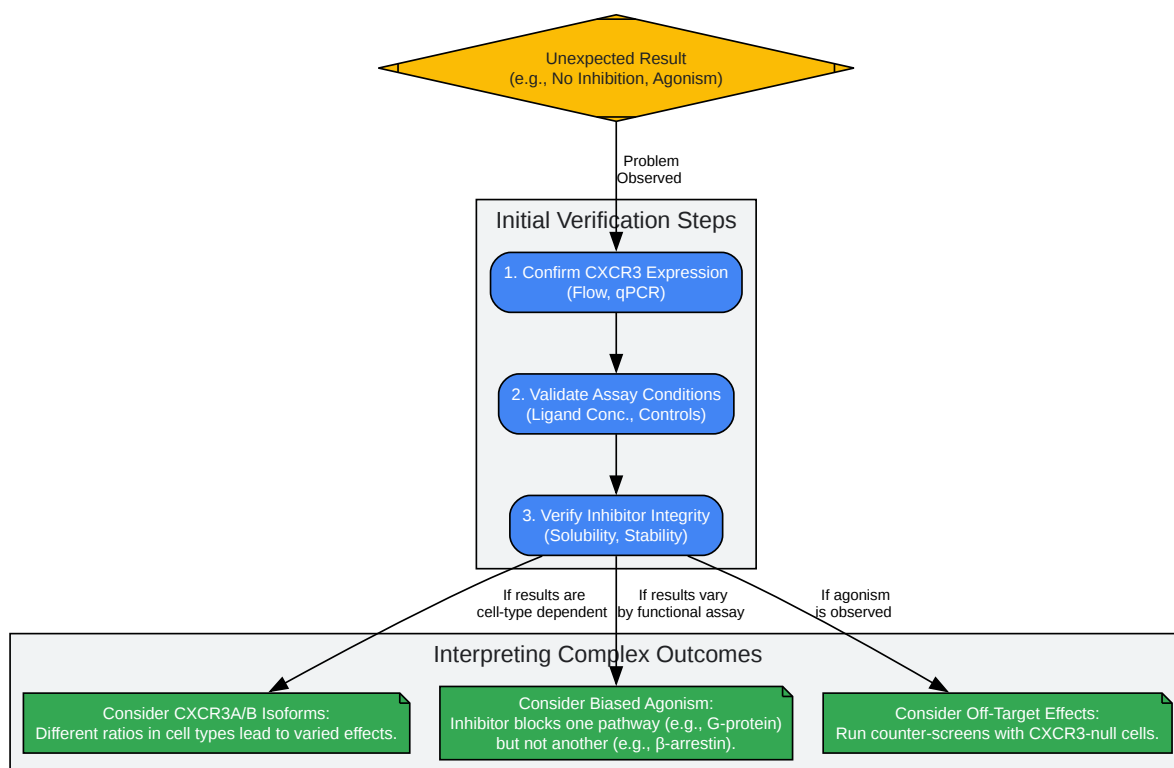 Unexpected Result
(e.g., No Inhibition, Agonism)
Problem
Observed
Initial Verification Steps
1. Confirm CXCR3 Expression
(Flow, qPCR)
2. Validate Assay Conditions
(Ligand Conc., Controls)
3. Verify Inhibitor Integrity
(Solubility, Stability)
If results are
cell-type dependent
If results vary
by functional assay
If agonism
is observed
Interpreting Complex Outcomes
Consider CXCR3A/B Isoforms:
Different ratios in cell types lead to varied effects.
Consider Biased Agonism:
Inhibitor blocks one pathway (e.g., G-protein)
but not another (e.g., β-arrestin).
Consider Off-Target Effects:
Run counter-screens with CXCR3-null cells.